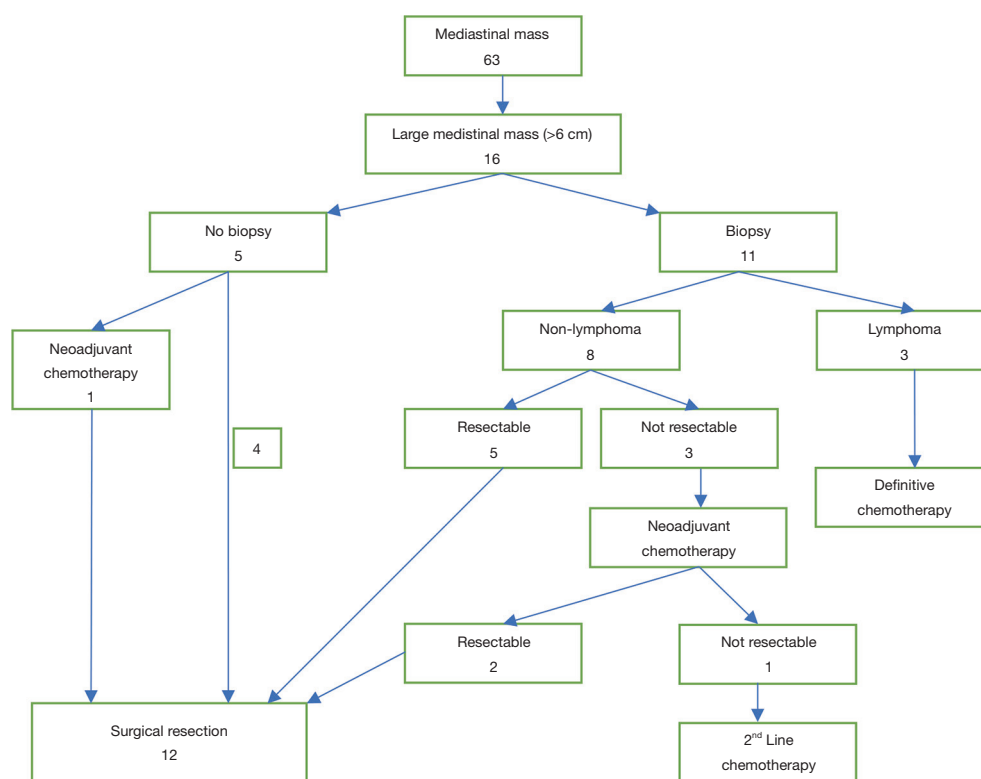 Mediastinal mass
63
Large medistinal mass (>6 cm)
16
No biopsy
5
Biopsy
11
Neoadjuvant
chemotherapy
1
Non-lymphoma
8
Lymphoma
3
4
Resectable
5
Not resectable
3
Definitive
chemotherapy
Neoadjuvant
chemotherapy
Resectable
2
Not resectable
1
Surgical resection
12
2nd Line
chemotherapy